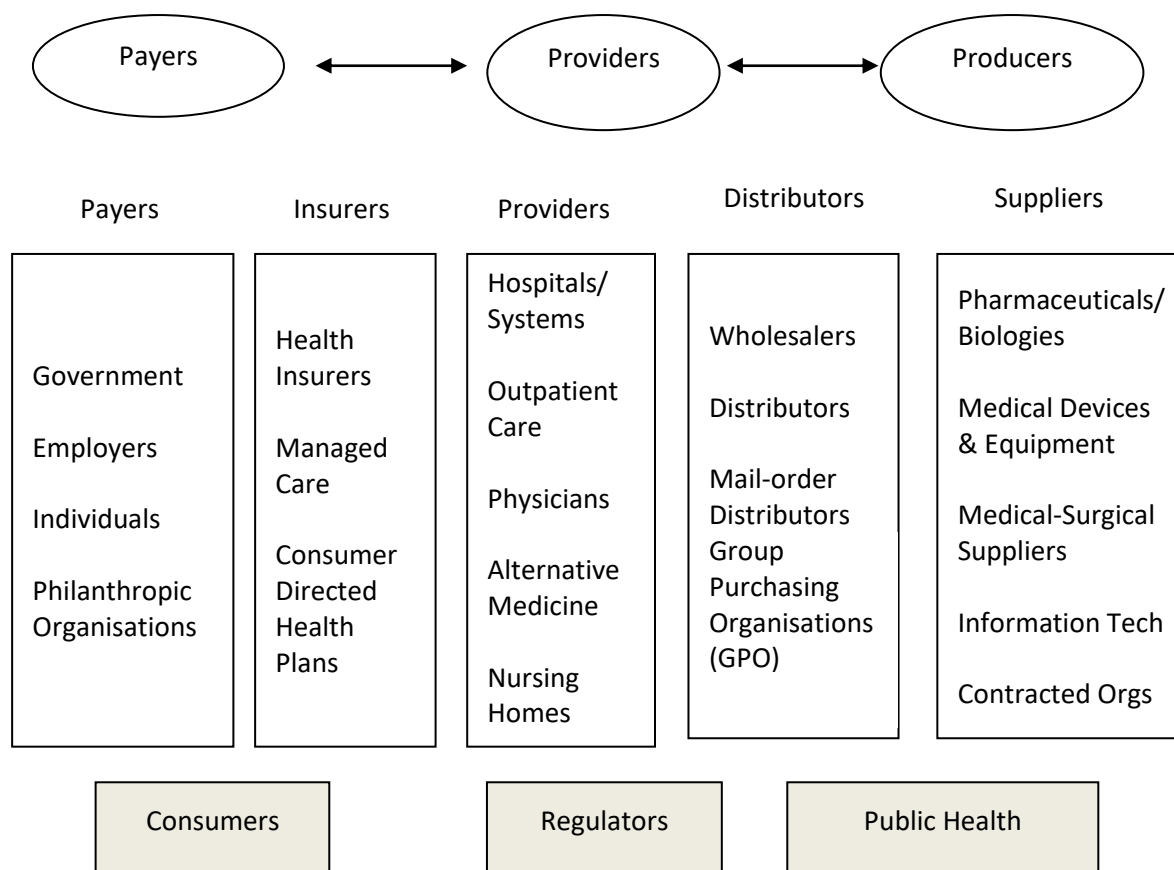 Payers
Providers
Producers
Payers
Insurers
Providers
Distributors
Suppliers
Government
Employers
Individuals
Philanthropic
Organisations
Health
Insurers
Managed
Care
Consumer
Directed
Health
Plans
Hospitals/
Systems
Outpatient
Care
Physicians
Alternative
Medicine
Nursing
Homes
Wholesalers
Distributors
Mail-order
Distributors
Group
Purchasing
Organisations
(GPO)
Pharmaceuticals/
Biologies
Medical Devices
& Equipment
Medical-Surgical
Suppliers
Information Tech
Contracted Orgs
Consumers
Regulators
Public Health